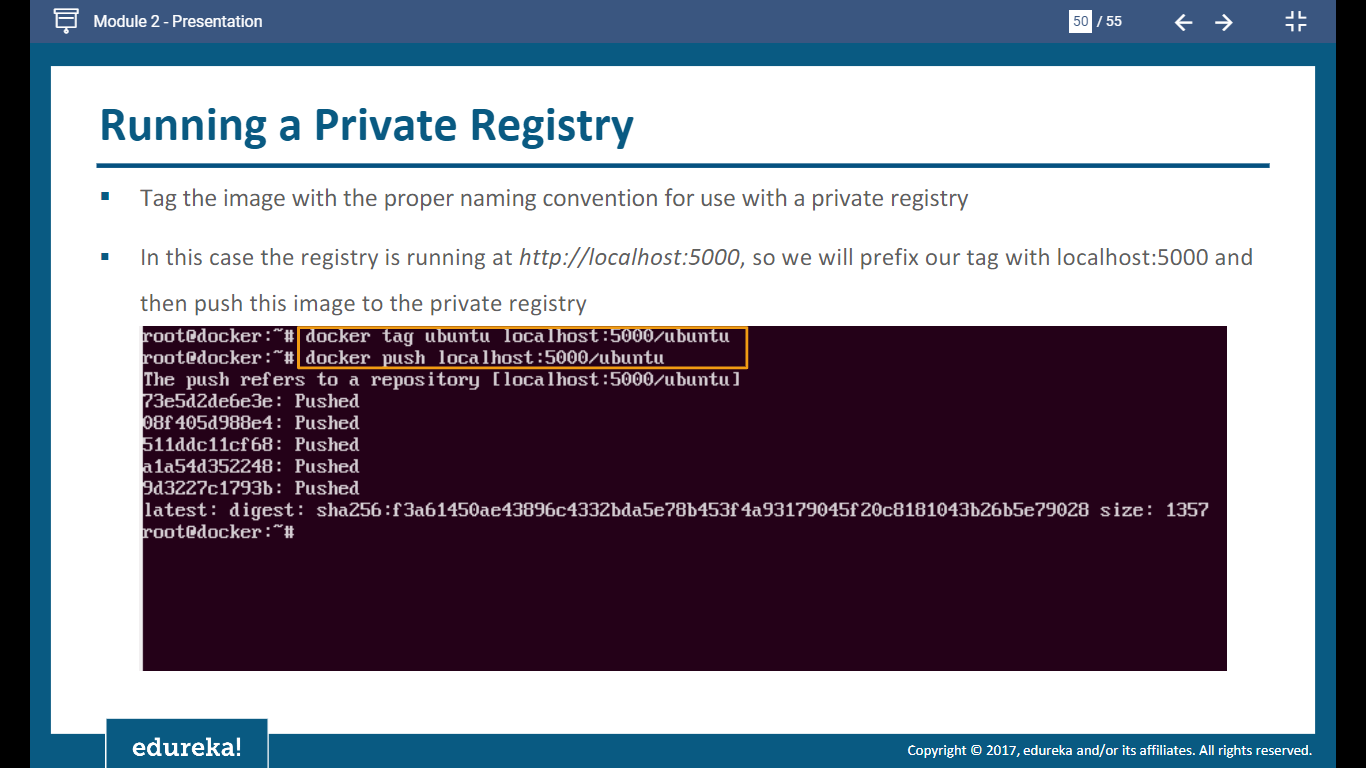 Module 2 - Presentation
50 / 55
Running a Private Registry
▪ Tag the image with the proper naming convention for use with a private registry
▪ In this case the registry is running at http://localhost:5000, so we will prefix our tag with localhost:5000 and
then push this image to the private registry
root@docker:~# docker tag ubuntu localhost:5000/ubuntu
root@docker:~# docker push localhost:5000/ubuntu
The push refers to a repository [localhost:5000/ubuntu]
73e5d2de6e3e: Pushed
08f405d988e4: Pushed
511ddc11cf68: Pushed
a1a54d352248: Pushed
9d3227c1793b: Pushed
latest: digest: sha256:f3a61450ae43896c4332bda5e78b453f4a93179045f20c8181043b26b5e79028 size: 1357
root@docker:~#
edureka!
Copyright © 2017, edureka and/or its affiliates. All rights reserved.